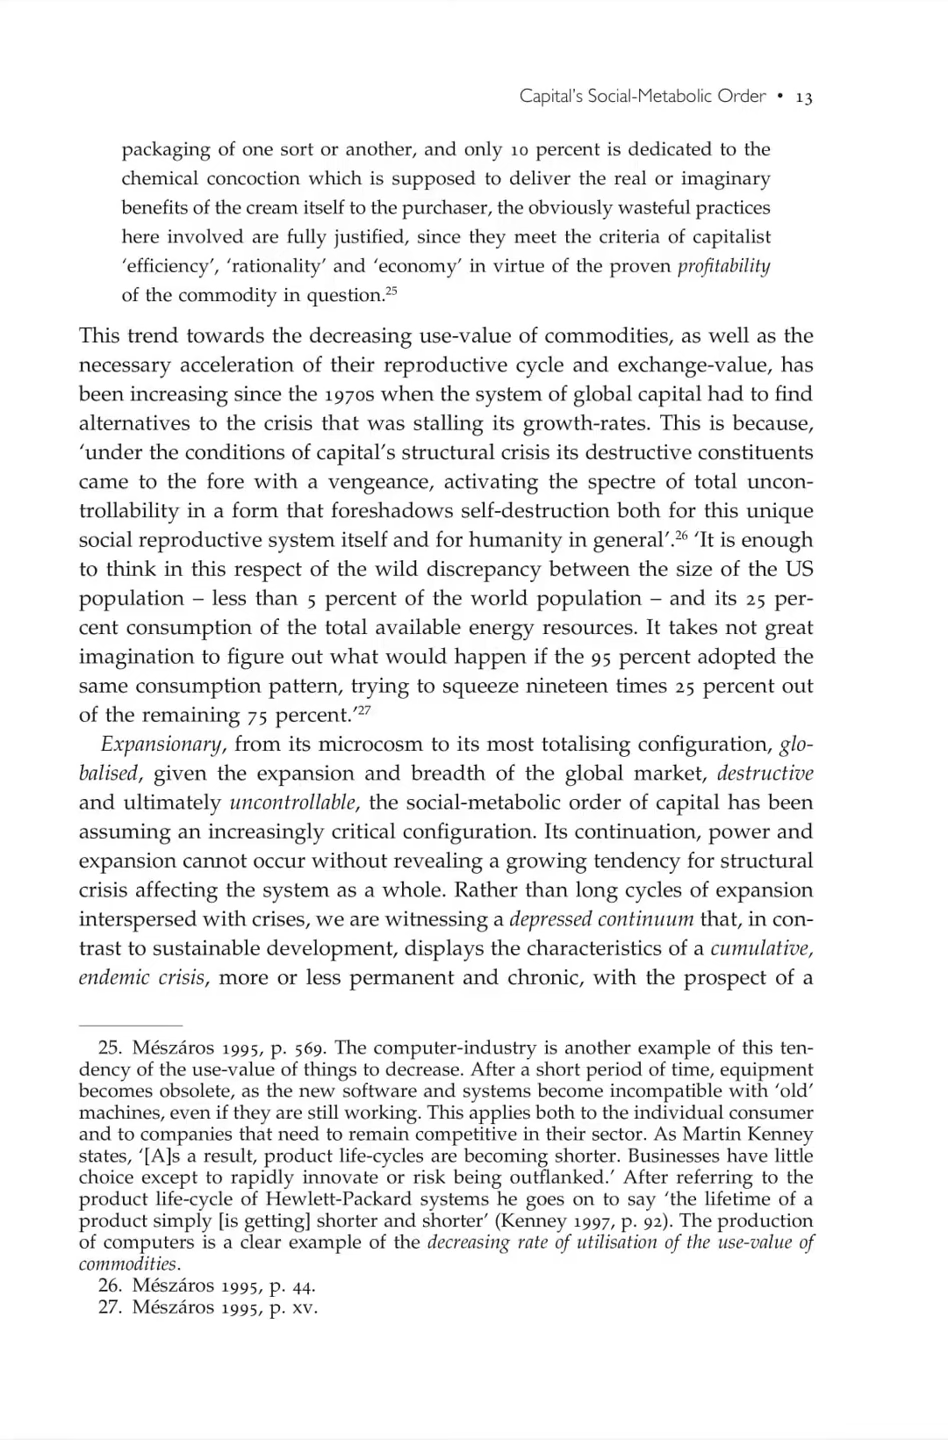 Capital's Social-Metabolic Order • 13
packaging of one sort or another, and only 10 percent is dedicated to the
chemical concoction which is supposed to deliver the real or imaginary
benefits of the cream itself to the purchaser, the obviously wasteful practices
here involved are fully justified, since they meet the criteria of capitalist
'efficiency', 'rationality' and 'economy' in virtue of the proven profitability
of the commodity in question.25
This trend towards the decreasing use-value of commodities, as well as the
necessary acceleration of their reproductive cycle and exchange-value, has
been increasing since the 1970s when the system of global capital had to find
alternatives to the crisis that was stalling its growth-rates. This is because,
'under the conditions of capital's structural crisis its destructive constituents
came to the fore with a vengeance, activating the spectre of total uncon-
trollability in a form that foreshadows self-destruction both for this unique
social reproductive system itself and for humanity in general'.26 'It is enough
to think in this respect of the wild discrepancy between the size of the US
population – less than 5 percent of the world population – and its 25 per-
cent consumption of the total available energy resources. It takes not great
imagination to figure out what would happen if the 95 percent adopted the
same consumption pattern, trying to squeeze nineteen times 25 percent out
of the remaining 75 percent.'27
Expansionary, from its microcosm to its most totalising configuration, glo-
balised, given the expansion and breadth of the global market, destructive
and ultimately uncontrollable, the social-metabolic order of capital has been
assuming an increasingly critical configuration. Its continuation, power and
expansion cannot occur without revealing a growing tendency for structural
crisis affecting the system as a whole. Rather than long cycles of expansion
interspersed with crises, we are witnessing a depressed continuum that, in con-
trast to sustainable development, displays the characteristics of a cumulative,
endemic crisis, more or less permanent and chronic, with the prospect of a
25. Mészáros 1995, p. 569. The computer-industry is another example of this ten-
dency of the use-value of things to decrease. After a short period of time, equipment
becomes obsolete, as the new software and systems become incompatible with 'old'
machines, even if they are still working. This applies both to the individual consumer
and to companies that need to remain competitive in their sector. As Martin Kenney
states, '[A]s a result, product life-cycles are becoming shorter. Businesses have little
choice except to rapidly innovate or risk being outflanked.' After referring to the
product life-cycle of Hewlett-Packard systems he goes on to say 'the lifetime of a
product simply [is getting] shorter and shorter' (Kenney 1997, p. 92). The production
of computers is a clear example of the decreasing rate of utilisation of the use-value of
commodities.
26. Mészáros 1995, p. 44.
27. Mészáros 1995, p. xv.